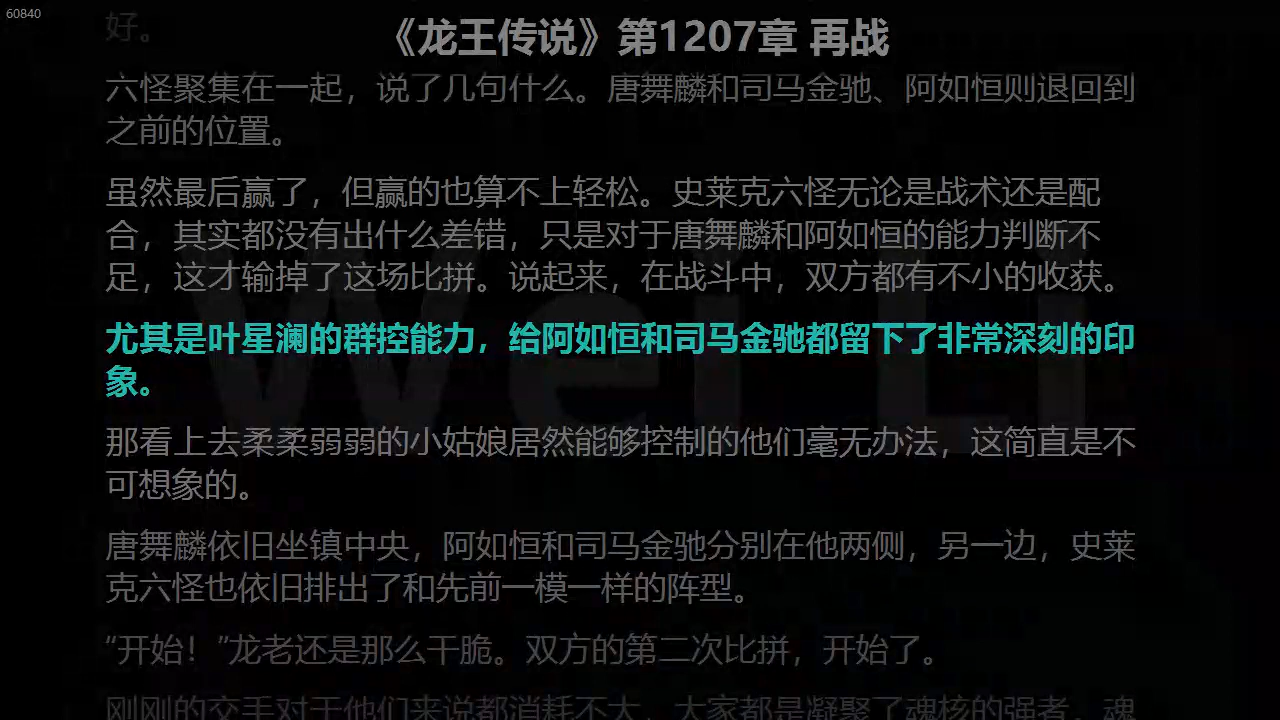 60840
好。
《龙王传说》第1207章 再战
六怪聚集在一起，说了几句什么。唐舞麟和司马金驰、阿如恒则退回到
之前的位置。
虽然最后赢了，但赢的也算不上轻松。史莱克六怪无论是战术还是配
合，其实都没有出什么差错，只是对于唐舞麟和阿如恒的能力判断不
足，这才输掉了这场比拼。说起来，在战斗中，双方都有不小的收获。
尤其是叶星澜的群控能力，给阿如恒和司马金驰都留下了非常深刻的印
象。
那看上去柔柔弱弱的小姑娘居然能够控制的他们毫无办法，这简直是不
可想象的。
唐舞麟依旧坐镇中央，阿如恒和司马金驰分别在他两侧，另一边，史莱
克六怪也依旧排出了和先前一模一样的阵型。
“开始！”龙老还是那么干脆。双方的第二次比拼，开始了。
刚刚的交手对于他们来说都消耗不大，大家都是凝聚了魂核的强者，魂
Wei Li